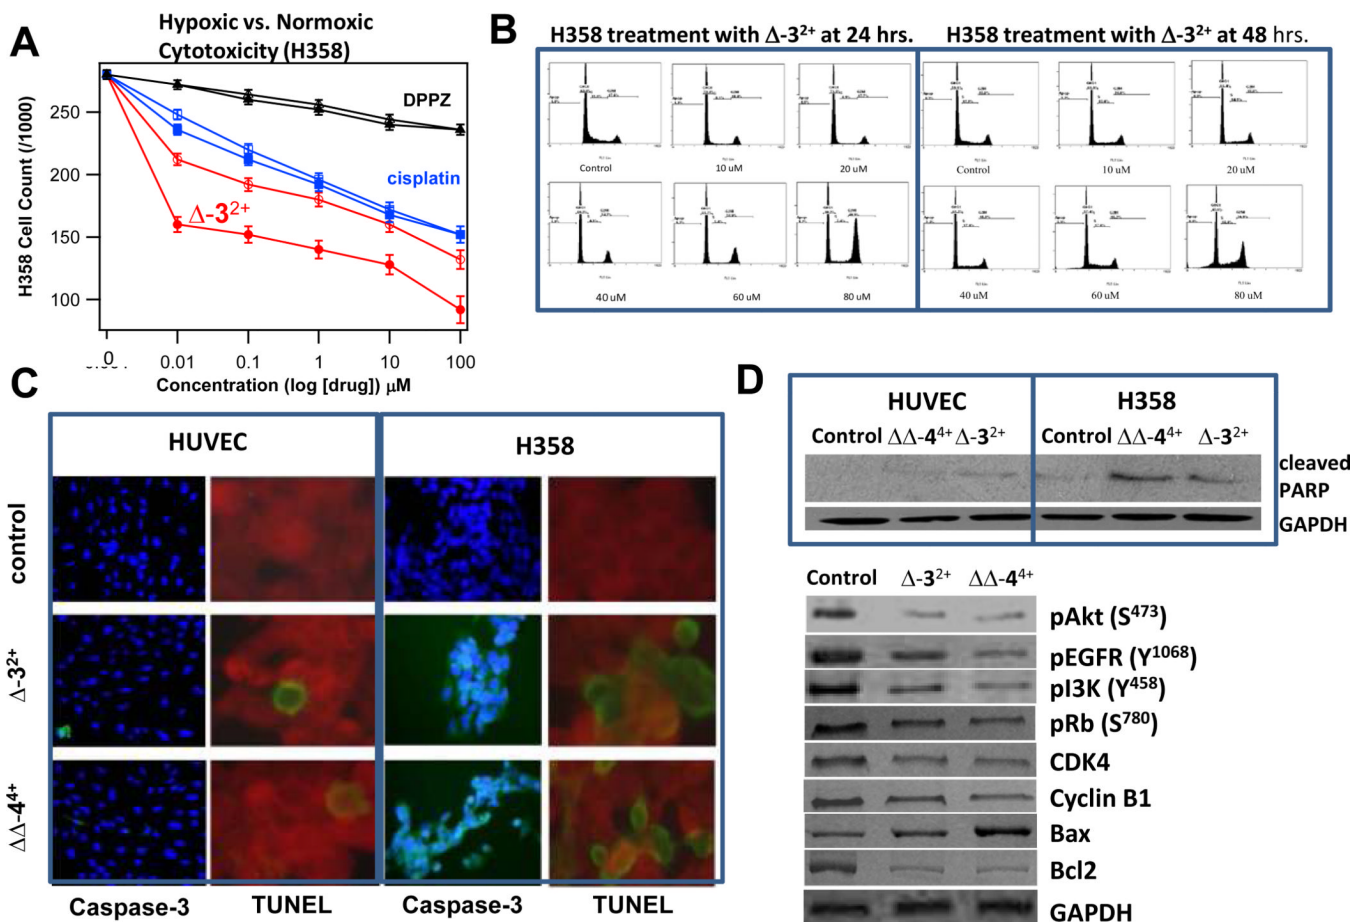 A
Hypoxic vs. Normoxic
Cytotoxicity (H358)
DPPZ
cisplatin
Δ-3²⁺
H358 Cell Count (/1000)
250
200
150
100
0
0.01
0.1
1
10
100
Concentration (log [drug]) μM
B
H358 treatment with Δ-3²⁺ at 24 hrs.
H358 treatment with Δ-3²⁺ at 48 hrs.
Control
10 uM
20 uM
Control
10 uM
20 uM
40 uM
60 uM
80 uM
40 uM
60 uM
80 uM
C
HUVEC
H358
control
Δ-3²⁺
ΔΔ-4⁴⁺
Caspase-3
TUNEL
Caspase-3
TUNEL
D
HUVEC
H358
Control ΔΔ-4⁴⁺ Δ-3²⁺
Control ΔΔ-4⁴⁺ Δ-3²⁺
cleaved
PARP
GAPDH
Control Δ-3²⁺ ΔΔ-4⁴⁺
pAkt (S⁴⁷³)
pEGFR (Y¹⁰⁶⁸)
pI3K (Y⁴⁵⁸)
pRb (S⁷⁸⁰)
CDK4
Cyclin B1
Bax
Bcl2
GAPDH